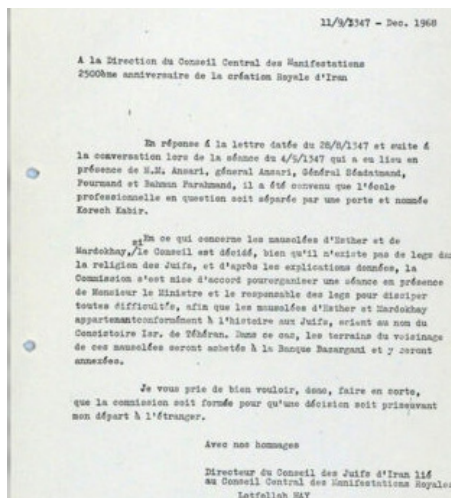 11/9/1347 - Dec. 1968
A la Direction du Conseil Central des Manifestations
2500ème anniversaire de la création Royale d'Iran
En réponse á la lettre datée du 28/8/1347 et suite á
la conversation lors de la séance du 4/9/1347 qui a eu lieu en
présence de M.M. Ansari, général Ansari, Général Séadatmand,
Pourmand et Bahman Parahmand, il a été convenu que l'école
professionnelle en question soit séparée par une porte et nommée
Korech Kabir.
En ce qui concerne les mausolées d'Esther et de
Mardokhay,/si le Conseil est décidé, bien qu'il n'existe pas de legs dans
la religion des Juifs, et d'après les explications données, la
Commission s'est mise d'accord pourorganiser une séance en présence
de Monsieur le Ministre et le responsable des legs pour dissiper
toutes difficultés, afin que les mausolées d'Esther et Mardokhay
appartenantconformément à l'histoire aux Juifs, soient au nom du
Consistoire Isr. de Téhéran. Dans ce cas, les terrains du voisinage
de ces mausolées seront achetés à la Banque Bazargani et y seront
annexées.
Je vous prie de bien vouloir, donc, faire en sorte,
que la commission soit formée pour qu'une décision soit priseavant
mon départ à l'étranger.
Avec nos hommages
Directeur du Conseil des Juifs d'Iran lié
au Conseil Central des Manifestations Royales
Lotfollah HAY